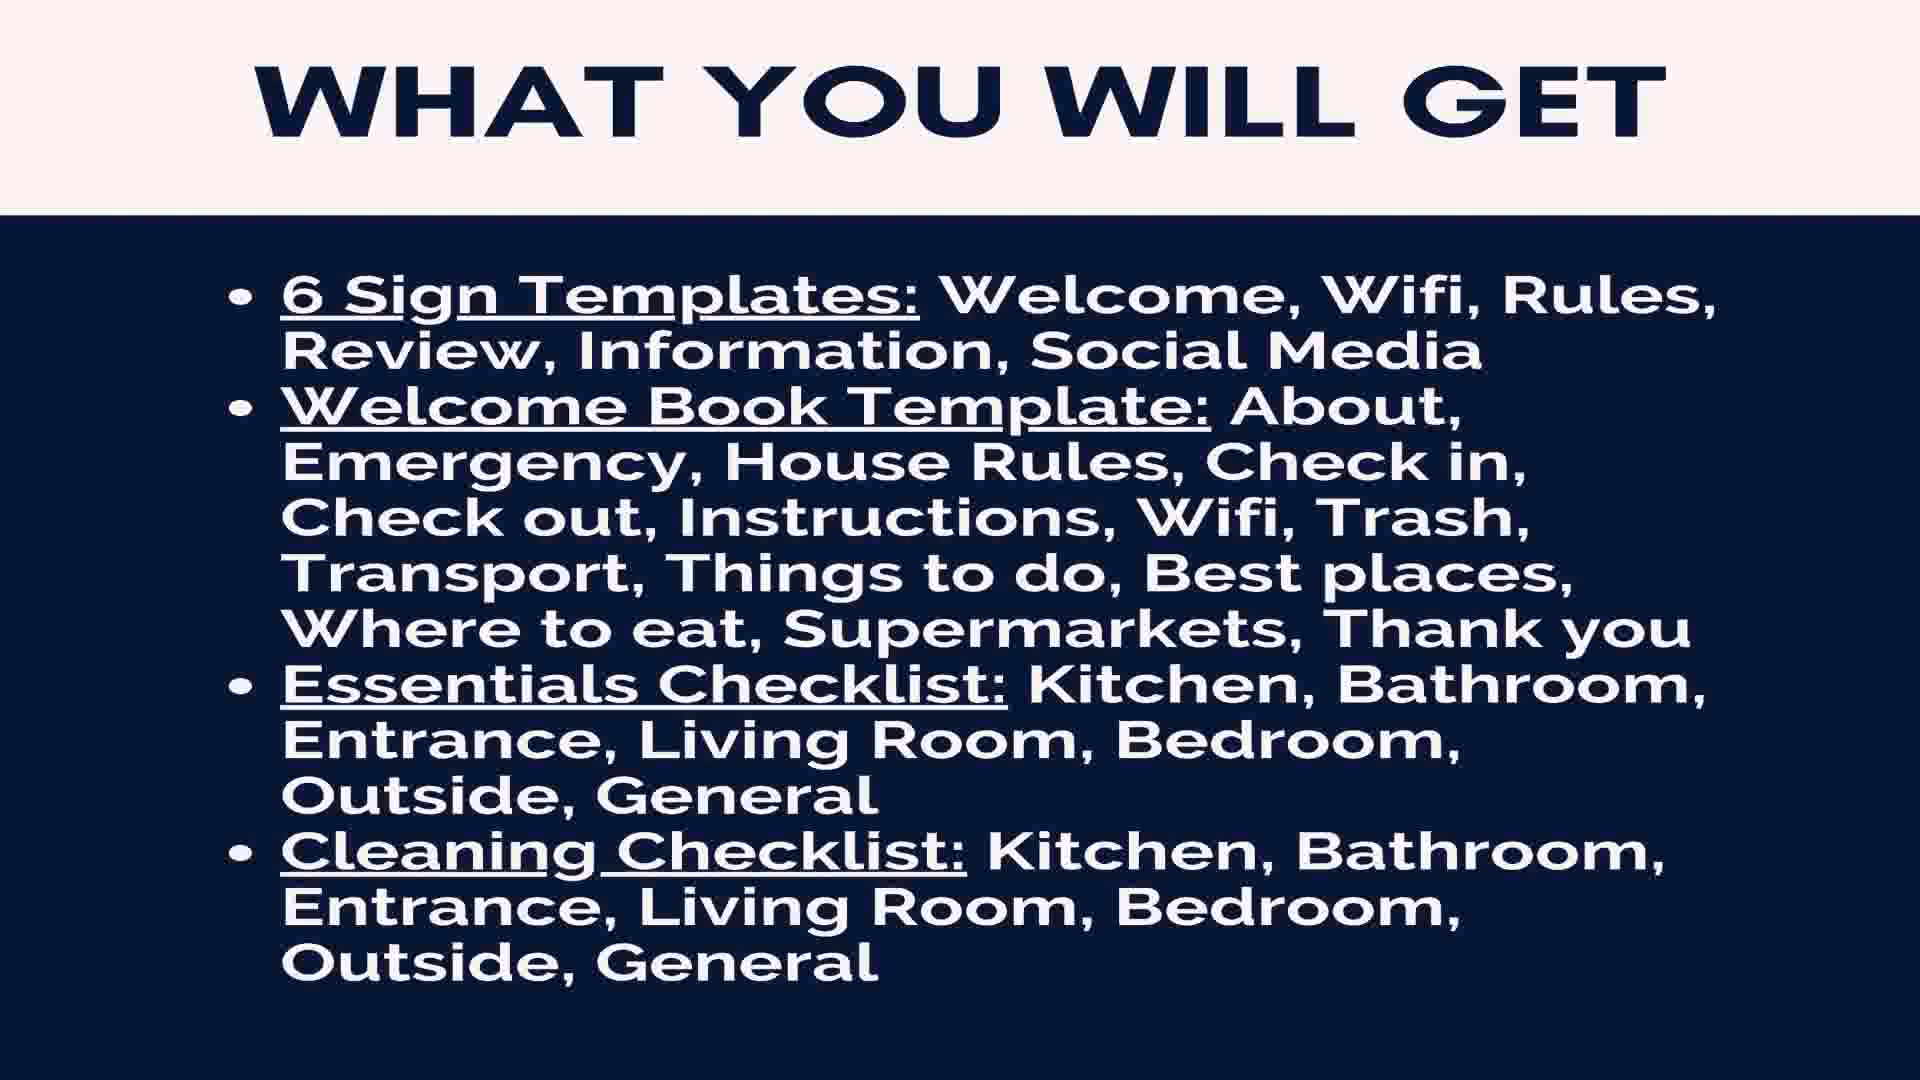 WHAT YOU WILL GET
• 6 Sign Templates: Welcome, Wifi, Rules,
Review, Information, Social Media
• Welcome Book Template: About,
Emergency, House Rules, Check in,
Check out, Instructions, Wifi, Trash,
Transport, Things to do, Best places,
Where to eat, Supermarkets, Thank you
• Essentials Checklist: Kitchen, Bathroom,
Entrance, Living Room, Bedroom,
Outside, General
• Cleaning Checklist: Kitchen, Bathroom,
Entrance, Living Room, Bedroom,
Outside, General